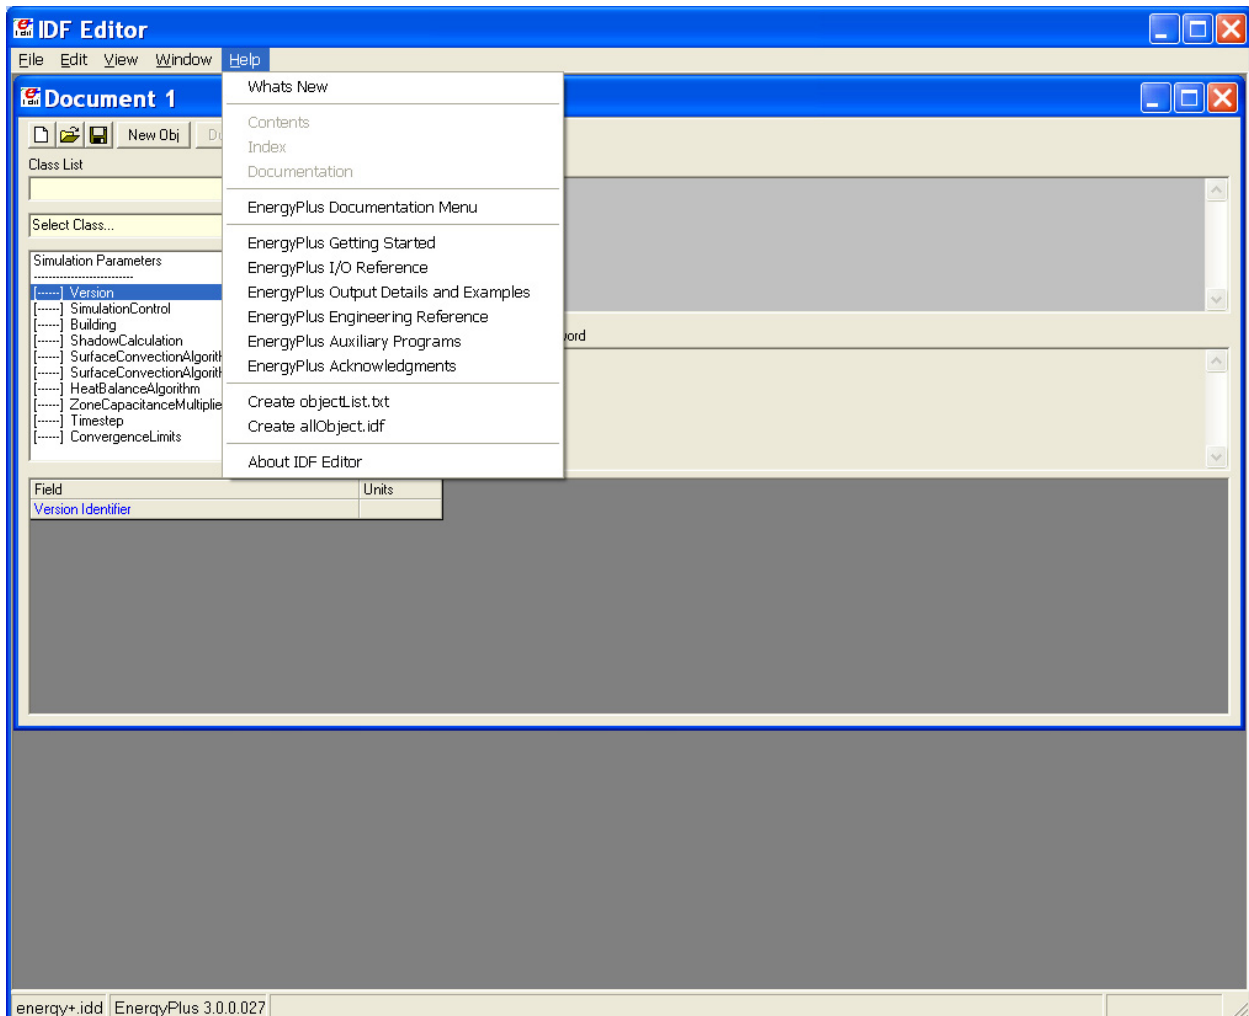 IDF Editor
File Edit View Window Help
Document 1
New Obj
Class List
Select Class...
Simulation Parameters
-------------------------
[------] Version
[------] SimulationControl
[------] Building
[------] ShadowCalculation
[------] SurfaceConvectionAlgorith
[------] SurfaceConvectionAlgorith
[------] HeatBalanceAlgorithm
[------] ZoneCapacitanceMultiplie
[------] Timestep
[------] ConvergenceLimits
Whats New
Contents
Index
Documentation
EnergyPlus Documentation Menu
EnergyPlus Getting Started
EnergyPlus I/O Reference
EnergyPlus Output Details and Examples
EnergyPlus Engineering Reference
EnergyPlus Auxiliary Programs
EnergyPlus Acknowledgments
Create objectList.txt
Create allObject.idf
About IDF Editor
Field Units
Version Identifier
energy+.idd EnergyPlus 3.0.0.027